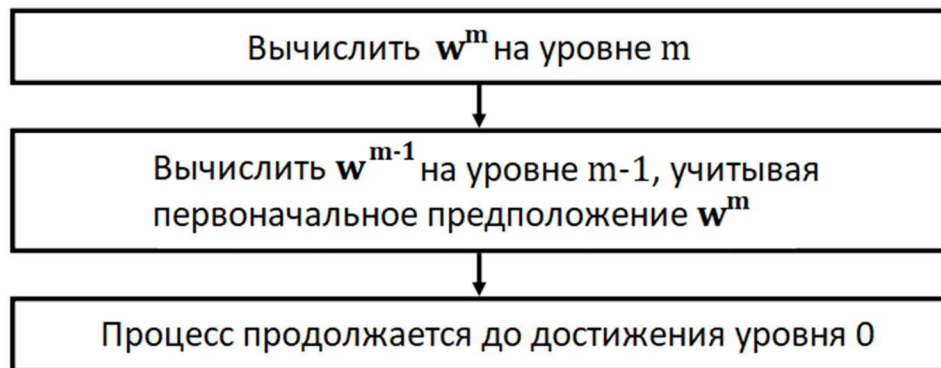 Вычислить w^m на уровне m
Вычислить w^m-1 на уровне m-1, учитывая
первоначальное предположение w^m
Процесс продолжается до достижения уровня 0